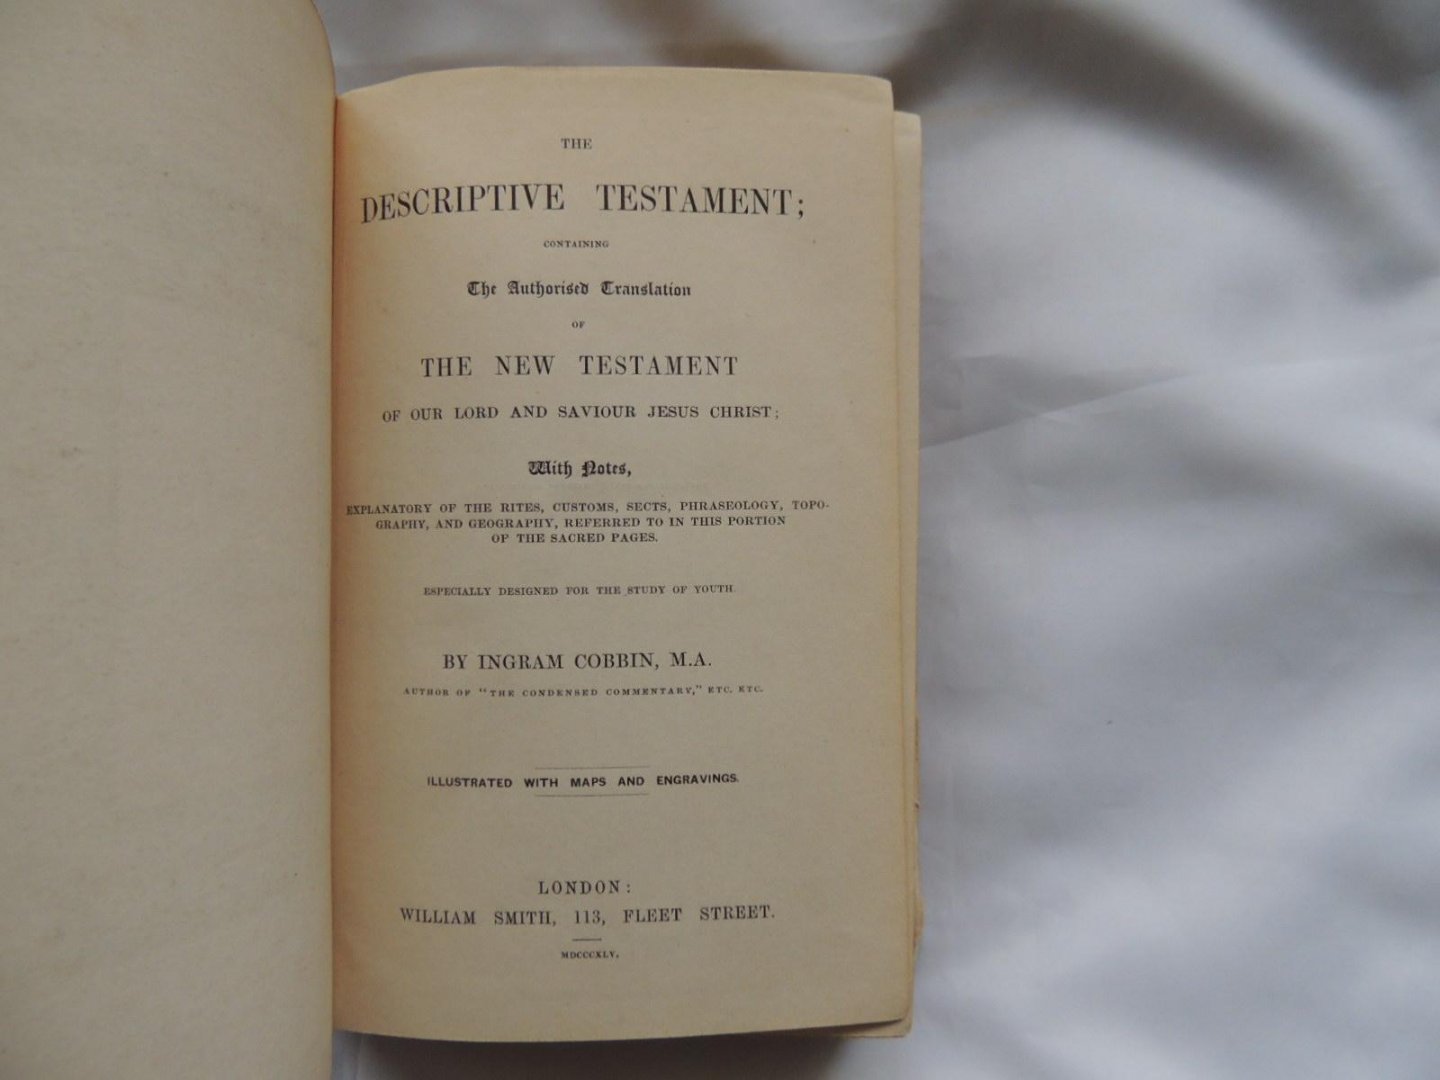 THE
DESCRIPTIVE TESTAMENT;
CONTAINING
The Authorised Translation
OF
THE NEW TESTAMENT
OF OUR LORD AND SAVIOUR JESUS CHRIST;
With Notes,
EXPLANATORY OF THE RITES, CUSTOMS, SECTS, PHRASEOLOGY, TOPO-
GRAPHY, AND GEOGRAPHY, REFERRED TO IN THIS PORTION
OF THE SACRED PAGES.
ESPECIALLY DESIGNED FOR THE STUDY OF YOUTH
BY INGRAM COBBIN, M.A.
AUTHOR OF "THE CONDENSED COMMENTARY," ETC. ETC.
ILLUSTRATED WITH MAPS AND ENGRAVINGS.
LONDON:
WILLIAM SMITH, 113, FLEET STREET.
MDCCCXLV.